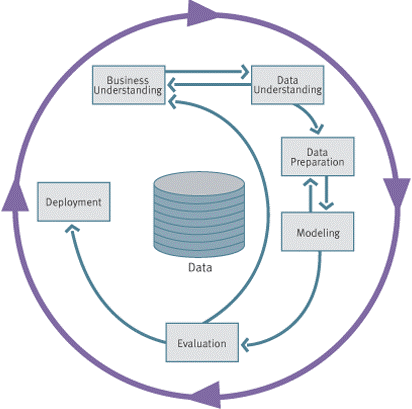 Business
Understanding
Data
Understanding
Data
Preparation
Deployment
Modeling
Data
Evaluation